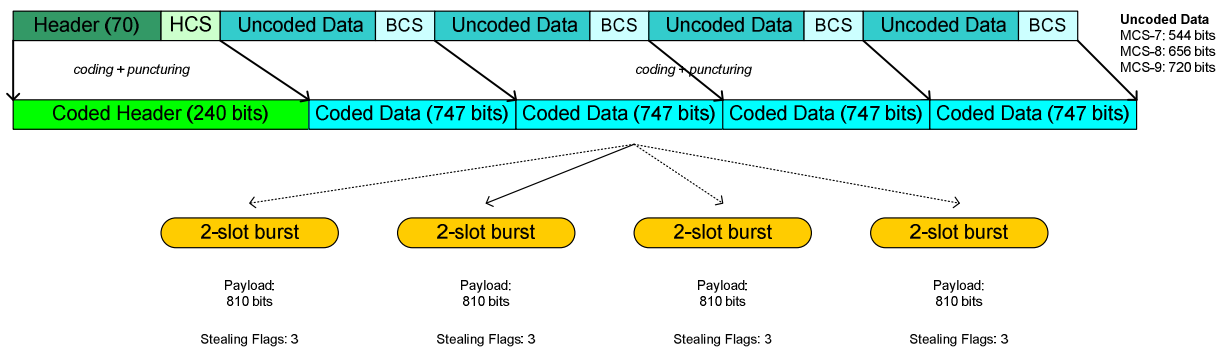 Header (70) HCS Uncoded Data BCS Uncoded Data BCS Uncoded Data BCS Uncoded Data BCS
Uncoded Data
MCS-7: 544 bits
MCS-8: 656 bits
MCS-9: 720 bits
coding + puncturing coding + puncturing
Coded Header (240 bits) Coded Data (747 bits) Coded Data (747 bits) Coded Data (747 bits) Coded Data (747 bits)
2-slot burst 2-slot burst 2-slot burst 2-slot burst
Payload: Payload: Payload: Payload:
810 bits 810 bits 810 bits 810 bits
Stealing Flags: 3 Stealing Flags: 3 Stealing Flags: 3 Stealing Flags: 3